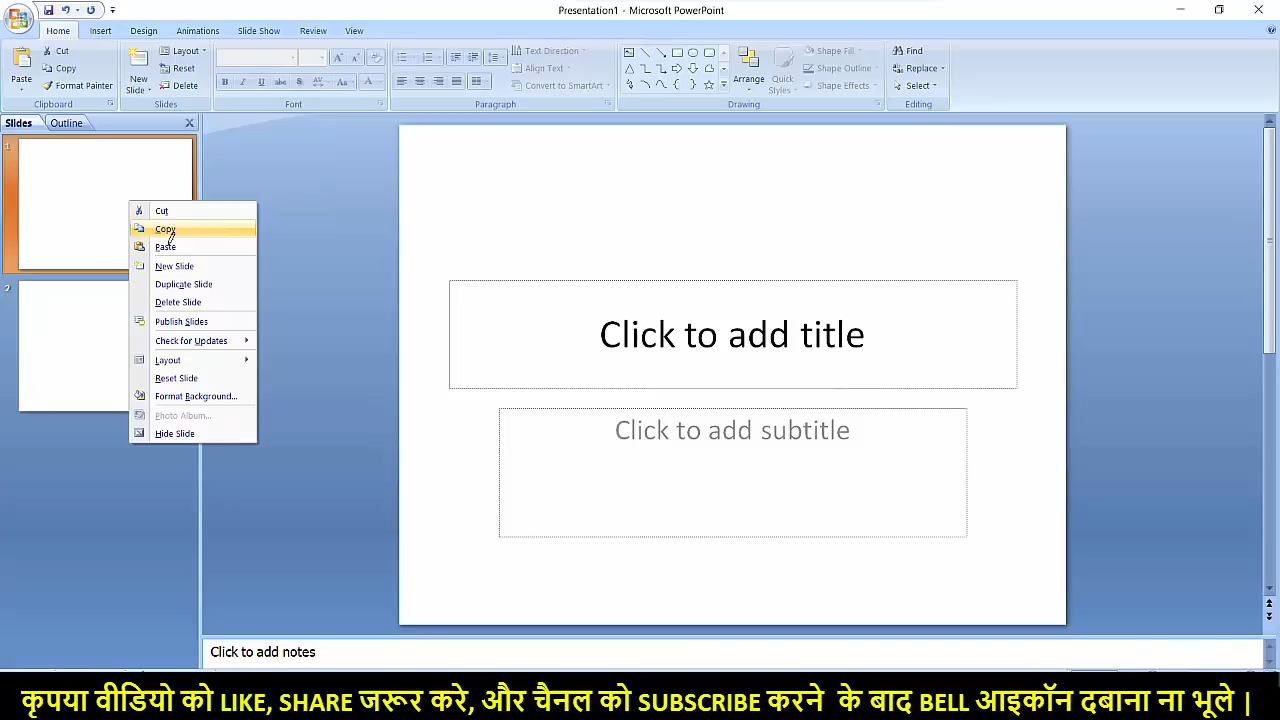 Presentation1 - Microsoft PowerPoint
Home Insert Design Animations Slide Show Review View
Paste
Cut
Copy
Format Painter
Clipboard
New
Slide
Layout
Reset
Delete
Slides
B I U abc S AV Aa A
Font
Text Direction
Align Text
Convert to SmartArt
Paragraph
Arrange
Quick
Styles
Shape Fill
Shape Outline
Shape Effects
Drawing
Find
Replace
Select
Editing
Slides Outline
1
2
Cut
Copy
Paste
New Slide
Duplicate Slide
Delete Slide
Publish Slides
Check for Updates
Layout
Reset Slide
Format Background...
Photo Album...
Hide Slide
Click to add title
Click to add subtitle
Click to add notes
कृपया वीडियो को LIKE, SHARE जरूर करे, और चैनल को SUBSCRIBE करने के बाद BELL आइकॉन दबाना ना भूले |